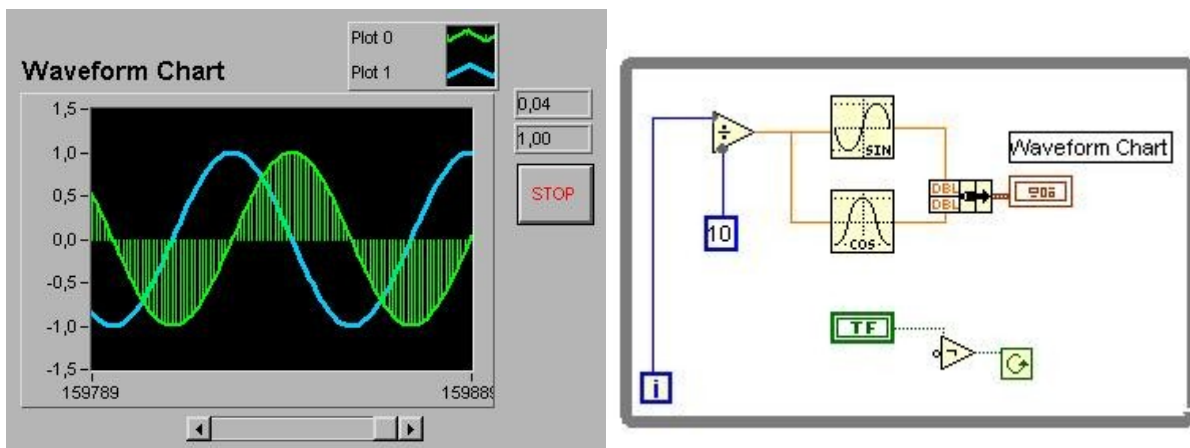 Plot 0
Waveform Chart
Plot 1
1,5
1,0
0,5
0,0
-0,5
-1,0
-1,5
159789
159889
0,04
1,00
STOP
SIN
Waveform Chart
DBL
DBL
10
COS
TF
i